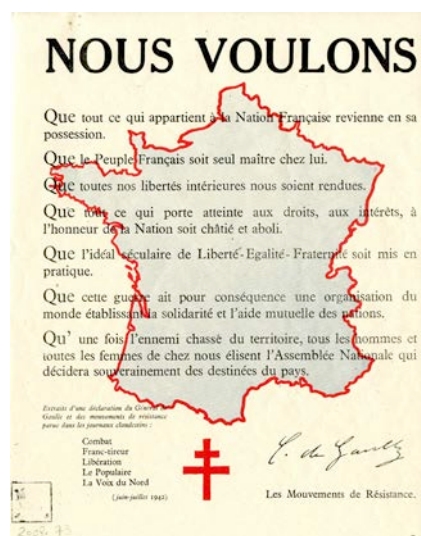 NOUS VOULONS
Que tout ce qui appartient à la Nation Française revienne en sa
possession.
Que le Peuple Français soit seul maître chez lui.
Que toutes nos libertés intérieures nous soient rendues.
Que tout ce qui porte atteinte aux droits, aux intérêts, à
l'honneur de la Nation soit châtié et aboli.
Que l'idéal séculaire de Liberté-Egalité-Fraternité soit mis en
pratique.
Que cette guerre ait pour conséquence une organisation du
monde établissant la solidarité et l'aide mutuelle des nations.
Qu' une fois l'ennemi chassé du territoire, tous les hommes et
toutes les femmes de chez nous élisent l'Assemblée Nationale qui
décidera souverainement des destinées du pays.
Extraits d'une déclaration du Général de
Gaulle et des mouvements de résistance
parue dans les journaux clandestins :
Combat
Franc-tireur
Libération
Le Populaire
La Voix du Nord
(juin-juillet 1942)
C. de Gaulle
Les Mouvements de Résistance.